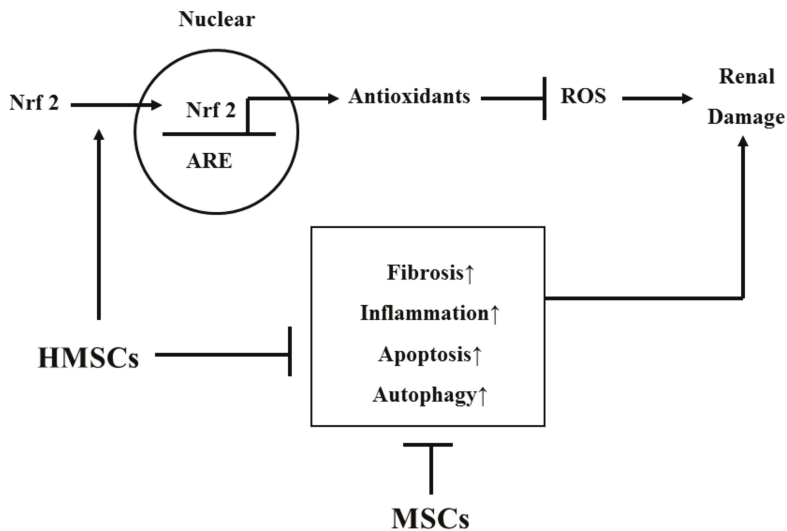 Nuclear
Nrf 2
Nrf 2
ARE
Antioxidants
ROS
Renal
Damage
Fibrosis↑
Inflammation↑
Apoptosis↑
Autophagy↑
HMSCs
MSCs